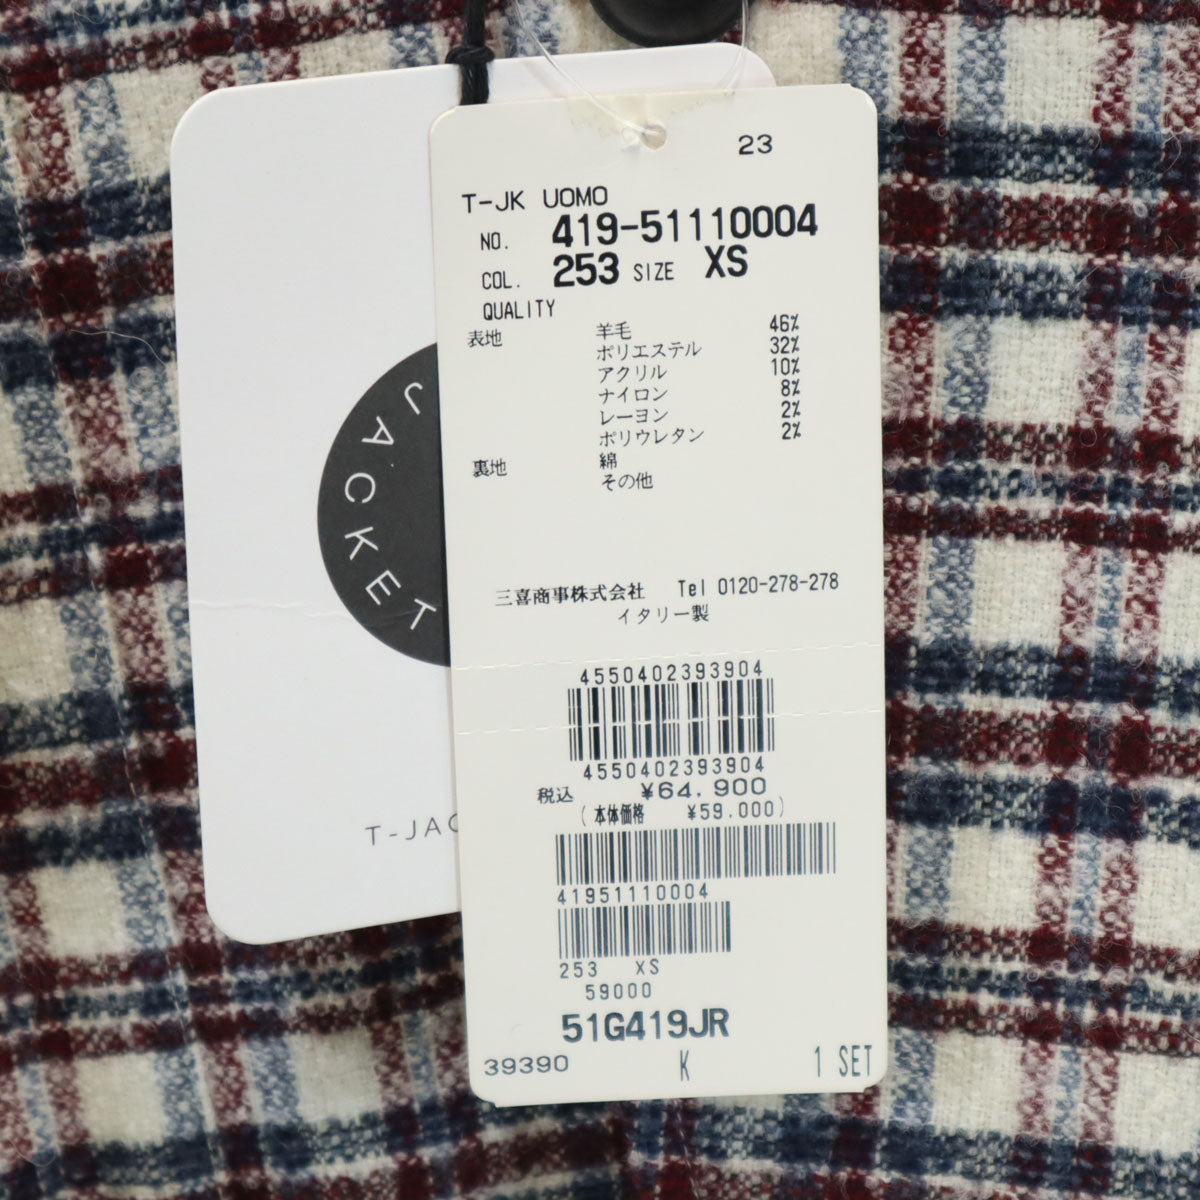 23
T-JK UOMO
NO. 419-51110004
COL. 253 SIZE XS
QUALITY
表地 羊毛 46%
ポリエステル 32%
アクリル 10%
ナイロン 8%
レーヨン 2%
ポリウレタン 2%
裏地 綿
その他
三喜商事株式会社 Tel 0120-278-278
イタリー製
4550402393904
4550402393904
税込 ¥64.900
(本体価格 ¥59.000)
41951110004
253 XS
59000
51G419JR
39390 K 1 SET
JACKET
T-JAC